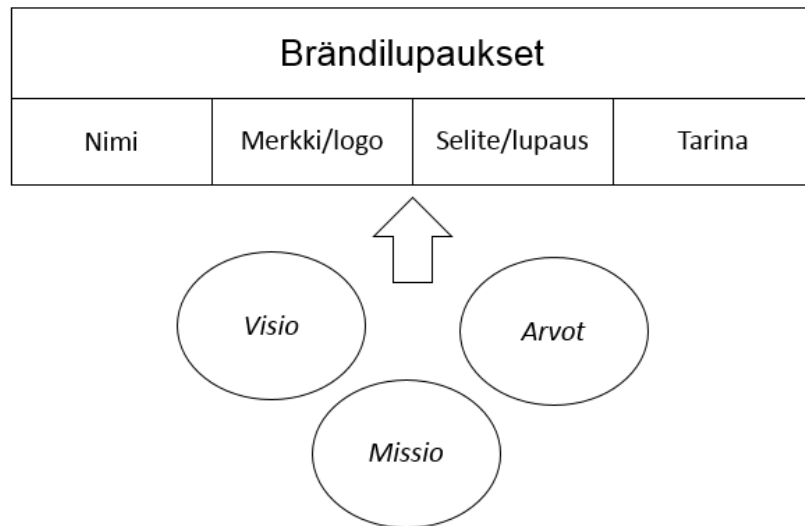 Brändilupaukset
Nimi
Merkki/logo
Selite/lupaus
Tarina
Visio
Arvot
Missio